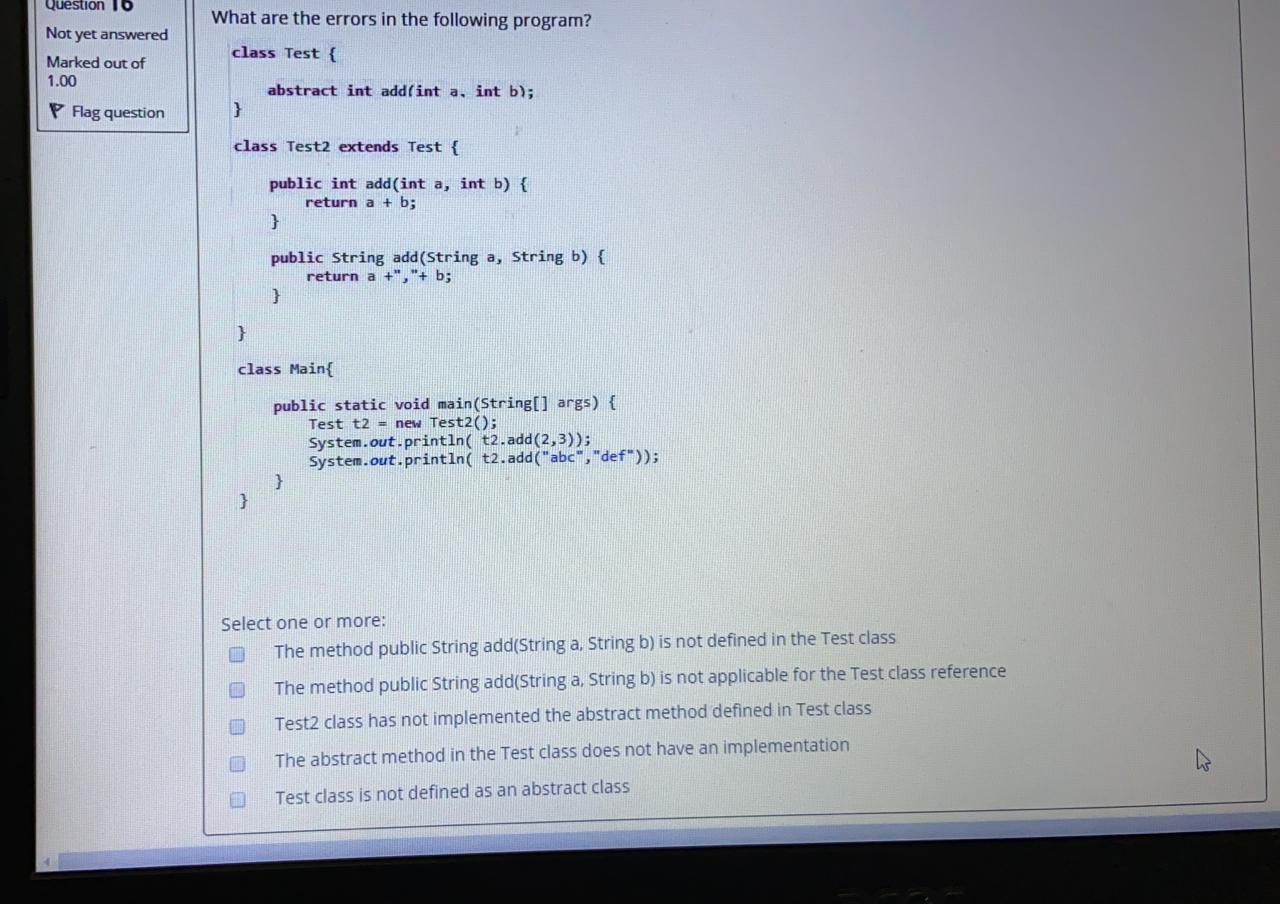 Question 16
Not yet answered
Marked out of
1.00
Flag question
What are the errors in the following program?
class Test {
abstract int add(int a, int b);
}
class Test2 extends Test {
public int add(int a, int b) {
return a + b;
}
public String add(String a, String b) {
return a +","+ b;
}
}
class Main{
public static void main(String[] args) {
Test t2 = new Test2();
System.out.println( t2.add(2,3));
System.out.println( t2.add("abc","def"));
}
}
Select one or more:
The method public String add(String a, String b) is not defined in the Test class
The method public String add(String a, String b) is not applicable for the Test class reference
Test2 class has not implemented the abstract method defined in Test class
The abstract method in the Test class does not have an implementation
Test class is not defined as an abstract class